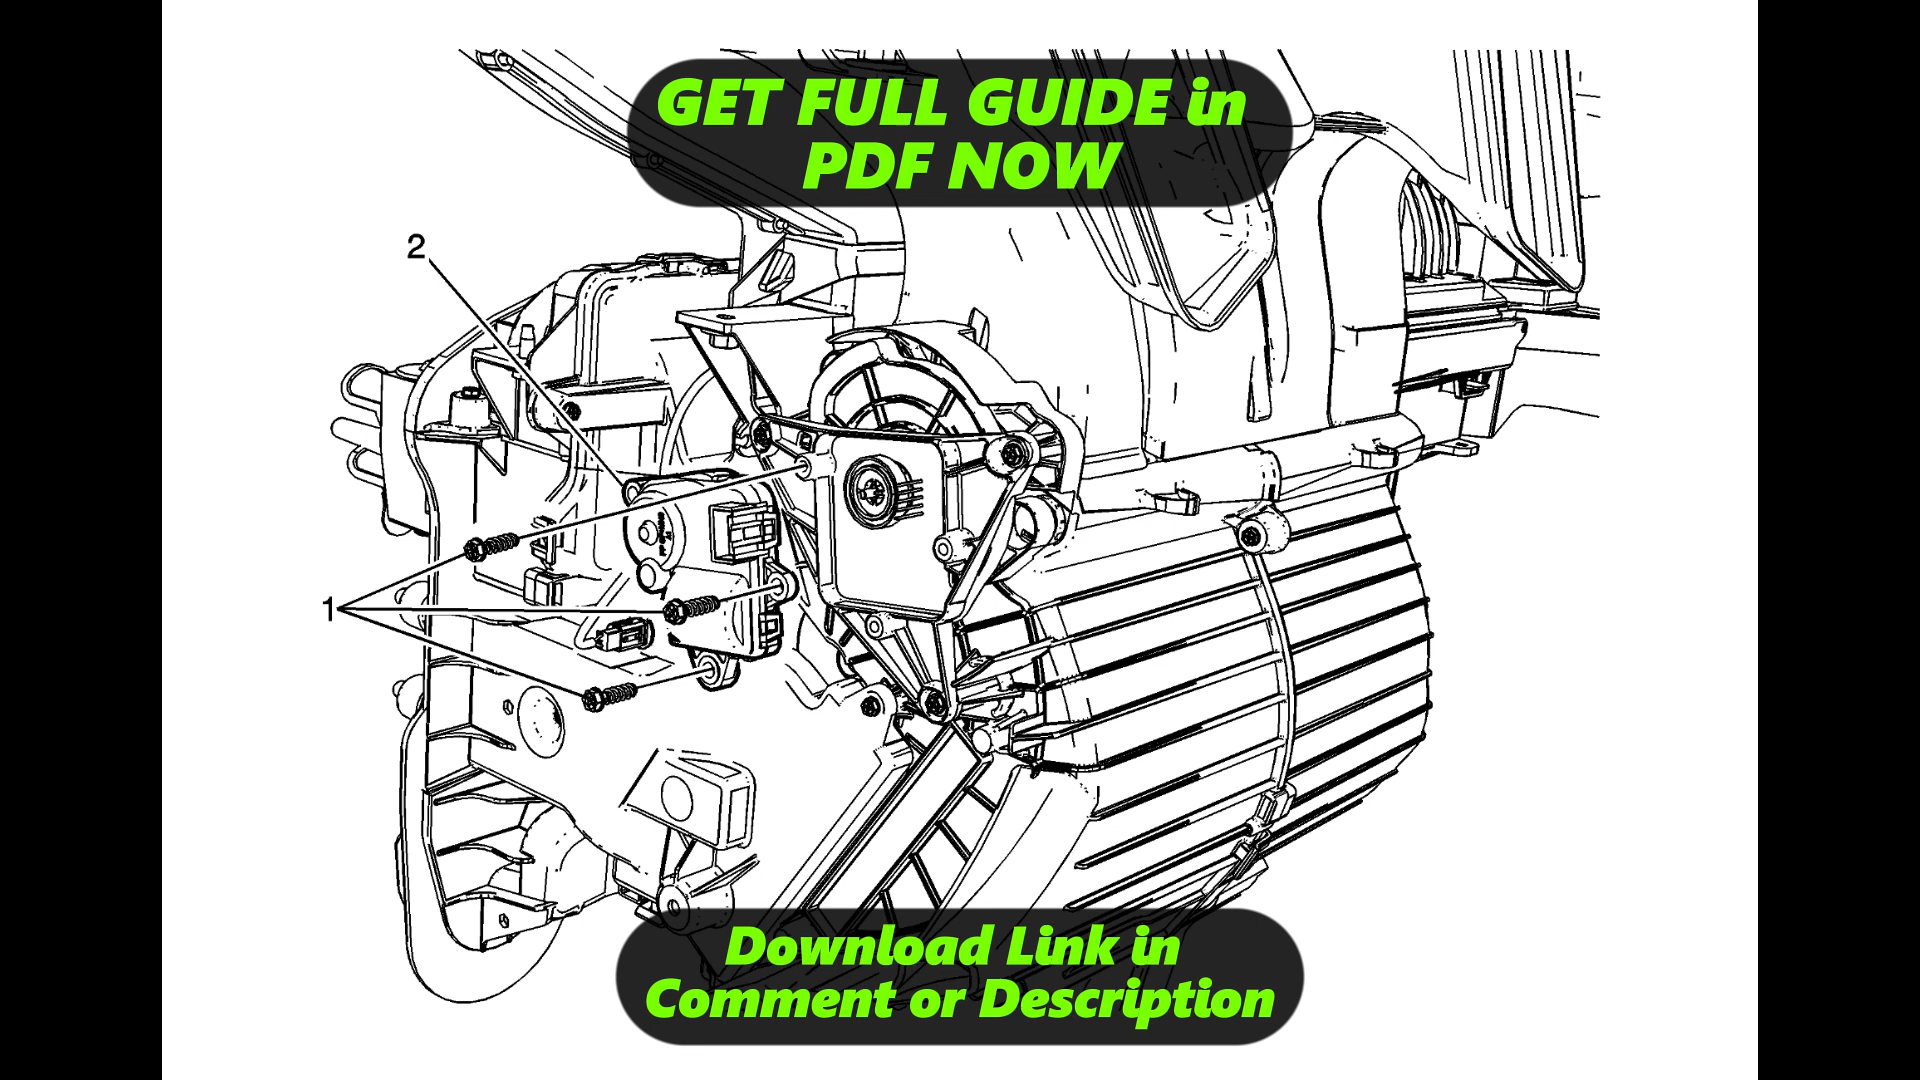 GET FULL GUIDE in
PDF NOW
2
1
Download Link in
Comment or Description